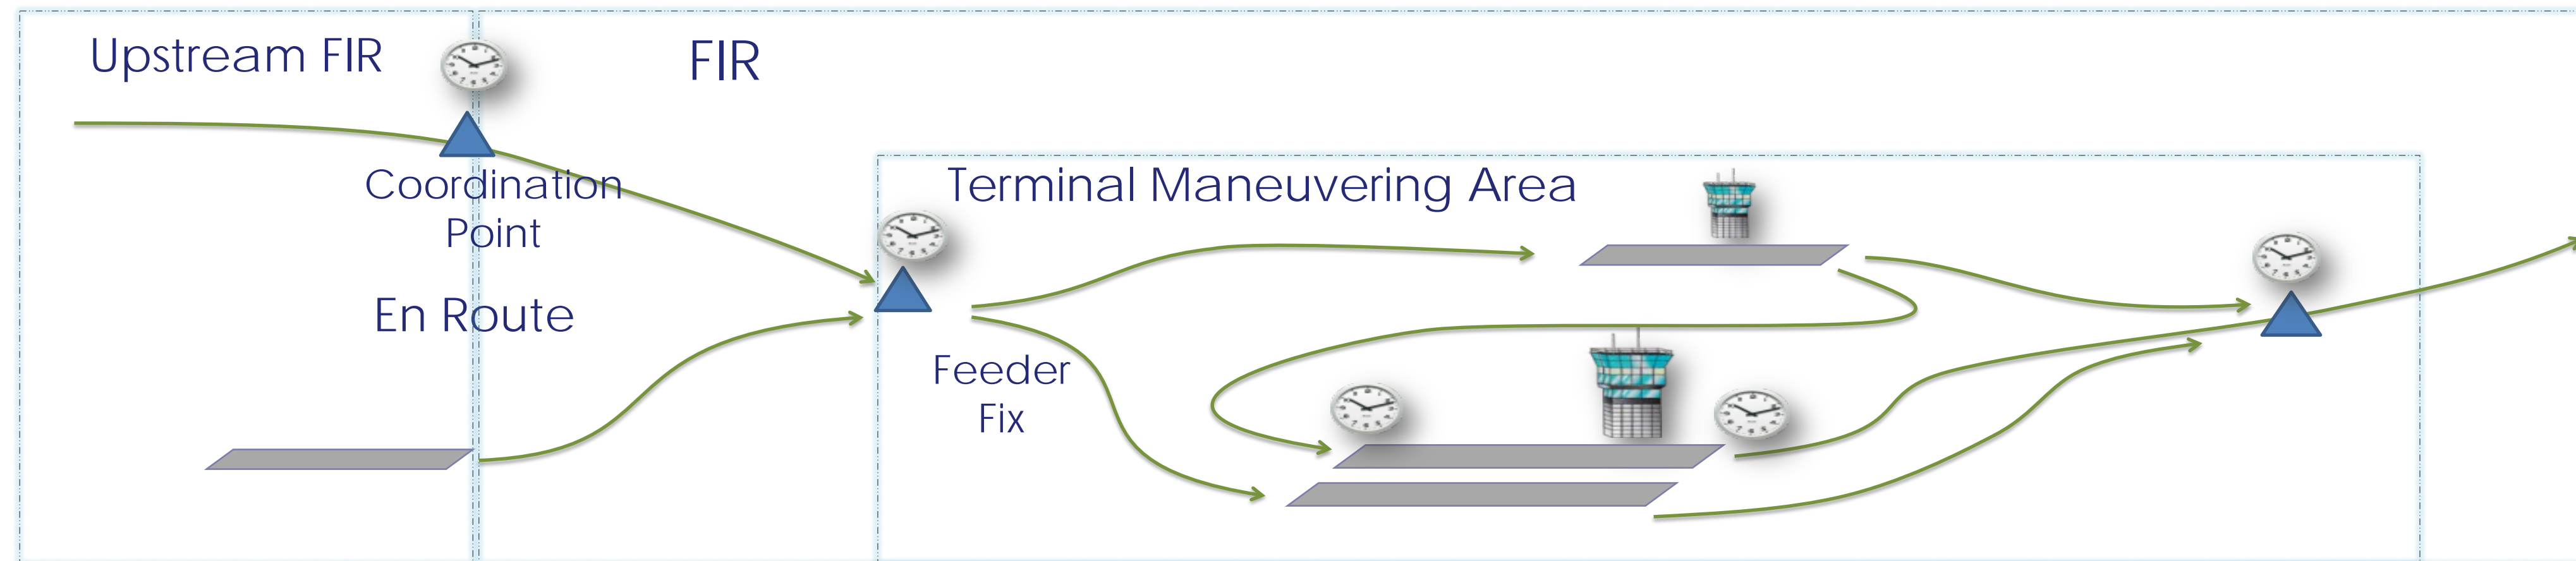 Upstream FIR
FIR
Coordination
Point
En Route
Terminal Maneuvering Area
Feeder
Fix